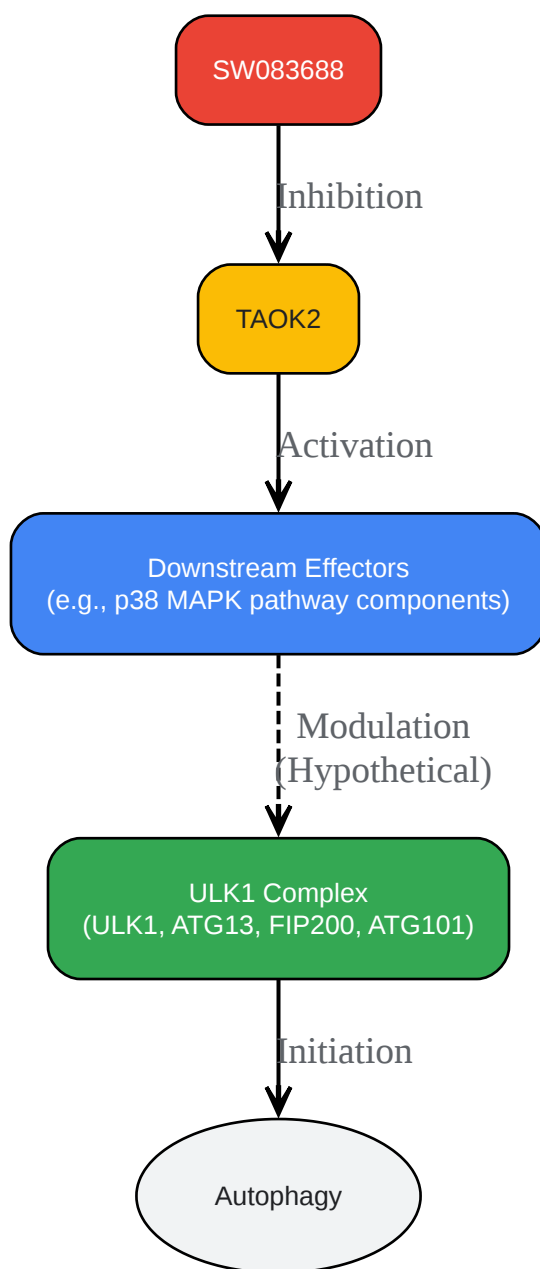 SW083688
Inhibition
TAOK2
Activation
Downstream Effectors
(e.g., p38 MAPK pathway components)
Modulation
(Hypothetical)
ULK1 Complex
(ULK1, ATG13, FIP200, ATG101)
Initiation
Autophagy